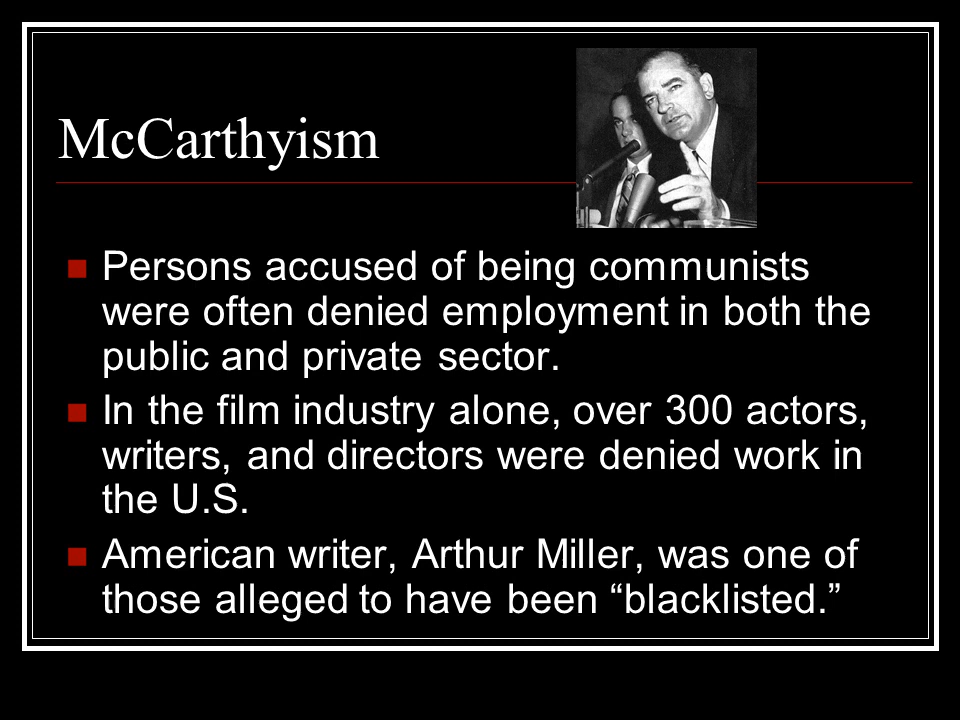 McCarthyism
Persons accused of being communists
were often denied employment in both the
public and private sector.
In the film industry alone, over 300 actors,
writers, and directors were denied work in
the U.S.
American writer, Arthur Miller, was one of
those alleged to have been “blacklisted.”